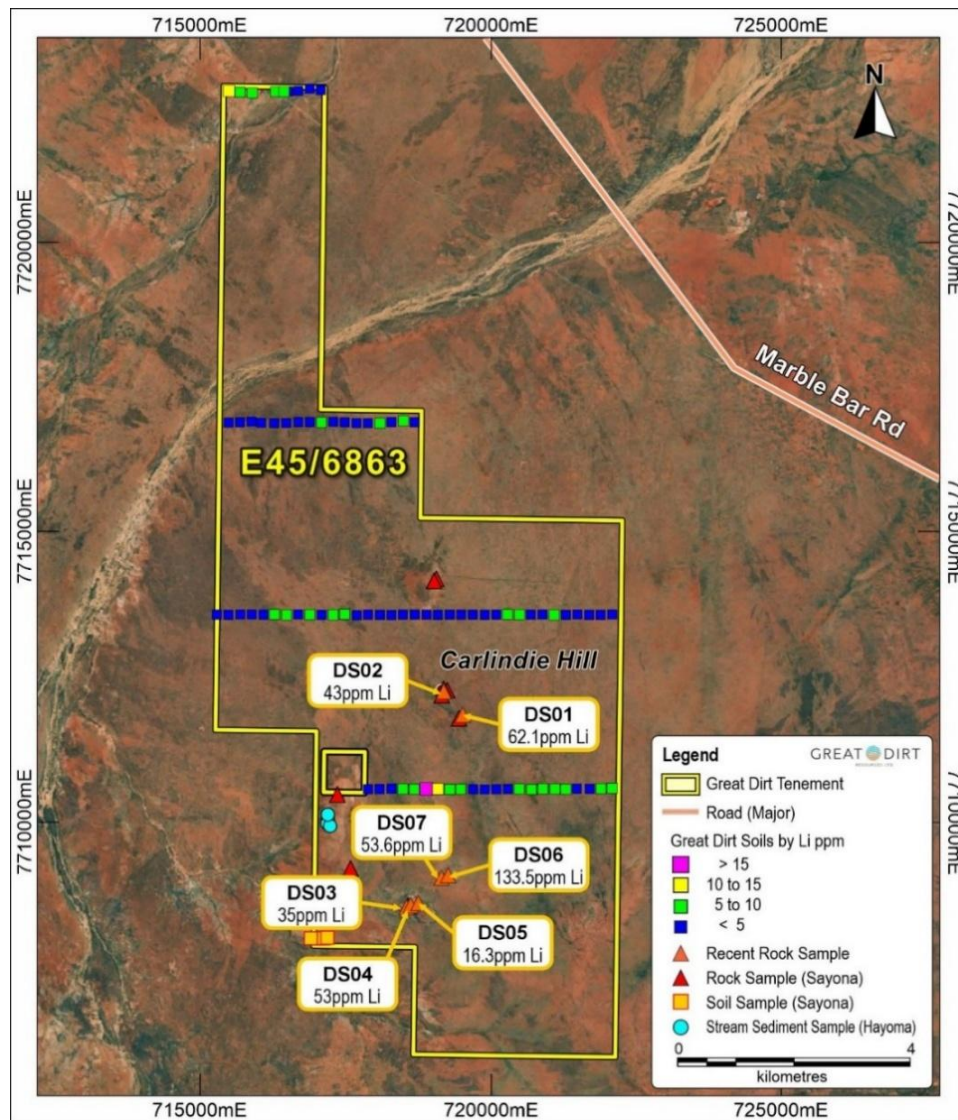 715000mE
720000mE
725000mE
N
7720000mE
7720000mE
Marble Bar Rd
E45/6863
7715000mE
7715000mE
Carlindie Hill
DS02
43ppm Li
DS01
62.1ppm Li
7710000mE
7710000mE
DS07
53.6ppm Li
DS06
133.5ppm Li
DS03
35ppm Li
DS05
16.3ppm Li
DS04
53ppm Li
Legend
GREAT DIRT
Great Dirt Tenement
Road (Major)
Great Dirt Soils by Li ppm
> 15
10 to 15
5 to 10
< 5
Recent Rock Sample
Rock Sample (Sayona)
Soil Sample (Sayona)
Stream Sediment Sample (Hayoma)
0
4
kilometres
715000mE
720000mE
725000mE